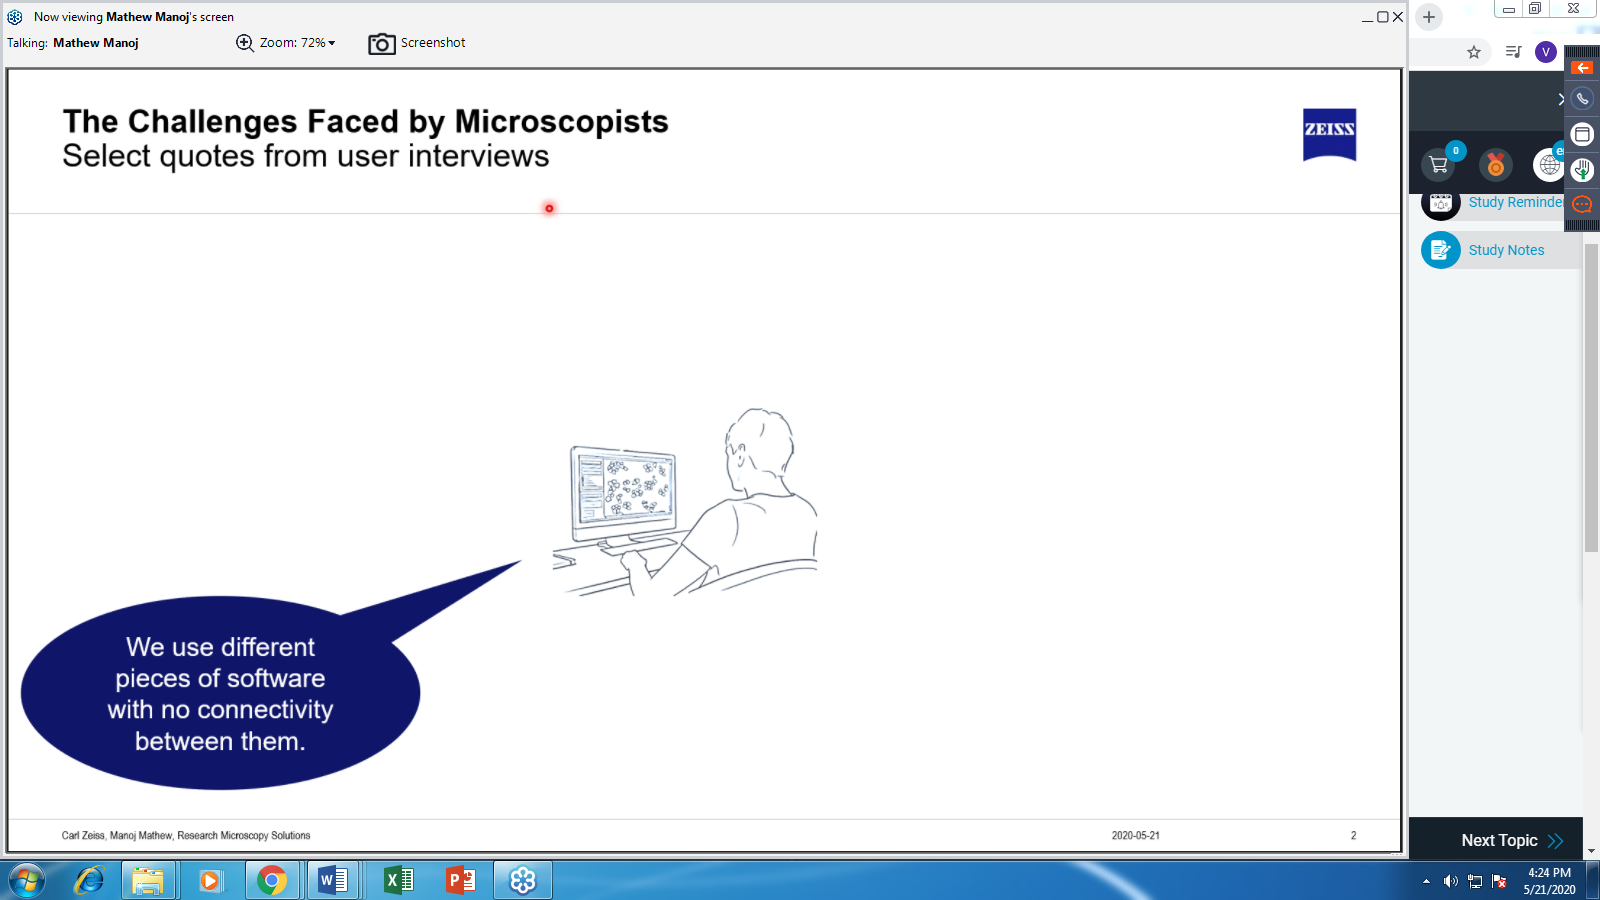 Now viewing Mathew Manoj's screen
Talking: Mathew Manoj
Zoom: 72%
Screenshot
The Challenges Faced by Microscopists
Select quotes from user interviews
ZEISS
We use different
pieces of software
with no connectivity
between them.
Carl Zeiss, Manoj Mathew, Research Microscopy Solutions
2020-05-21
2
V
0
Study Reminde
Study Notes
Next Topic
4:24 PM
5/21/2020